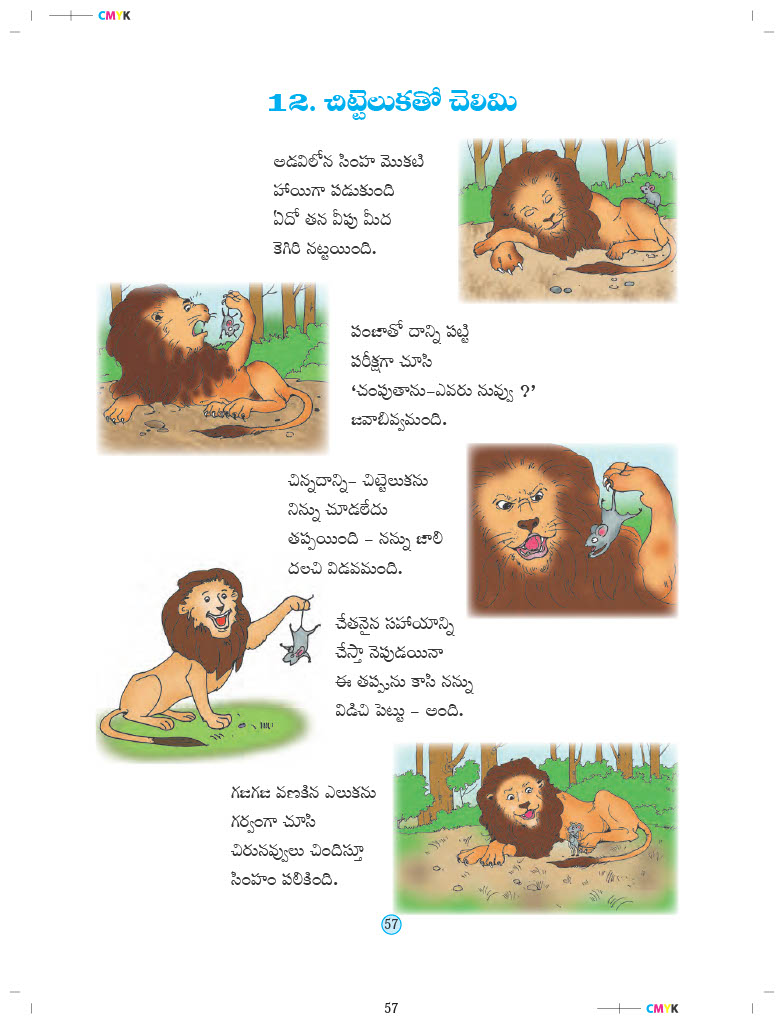 CMYK
12. చిట్టెలుకతో చెలిమి
అడవిలోన సింహ మొకటి
హాయిగా పడుకుంది
ఏదో తన వీపు మీద
కెగిరి నట్టయింది.
పంజాతో దాన్ని పట్టి
పరీక్షగా చూసి
‘చంపుతాను-ఎవరు నువ్వు ?’
జవాబివ్వమంది.
చిన్నదాన్ని- చిట్టెలుకను
నిన్ను చూడలేదు
తప్పయింది - నన్ను జాలి
దలచి విడవమంది.
చేతనైన సహాయాన్ని
చేస్తా నెపుడయినా
ఈ తప్పును కాసి నన్ను
విడిచి పెట్టు - అంది.
గజగజ వణకిన ఎలుకను
గర్వంగా చూసి
చిరునవ్వులు చిందిస్తూ
సింహం పలికింది.
57
57
CMYK